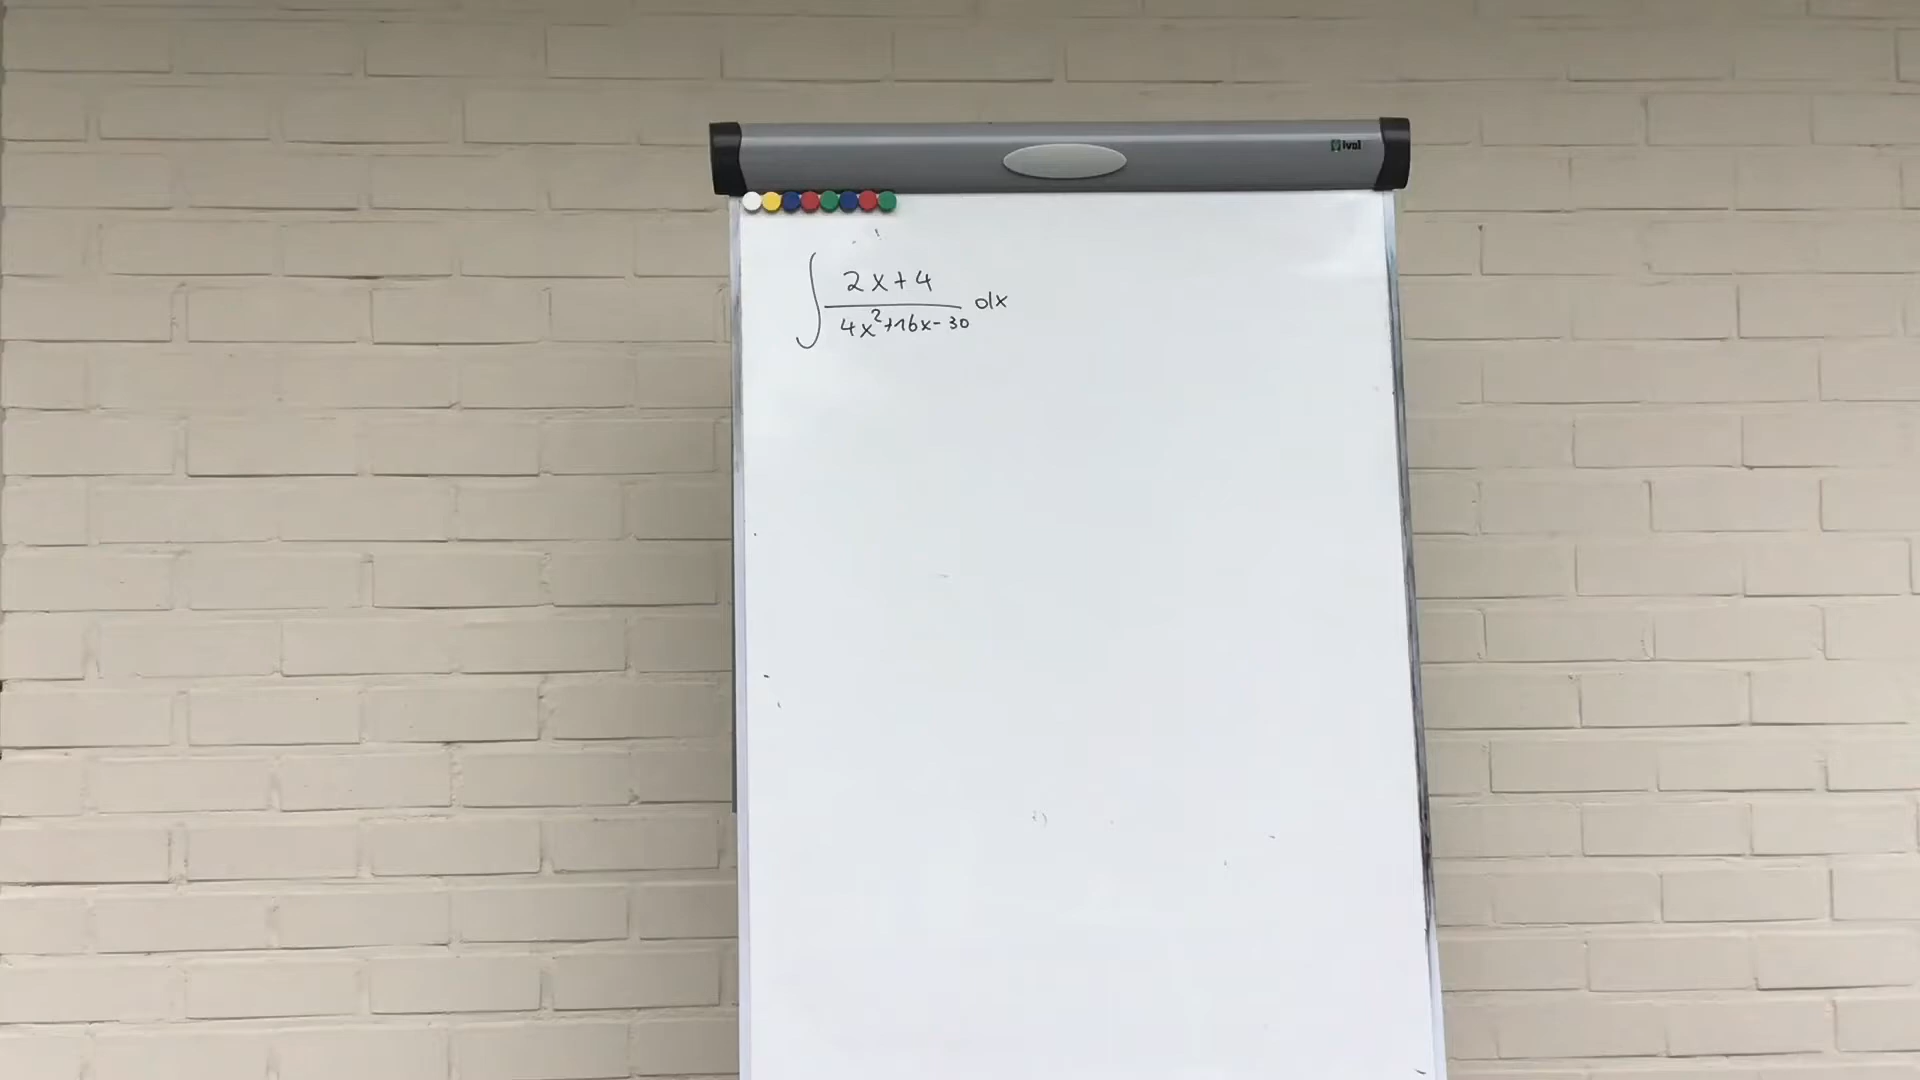 ∫ (2x+4)/(4x²+16x-30) dx